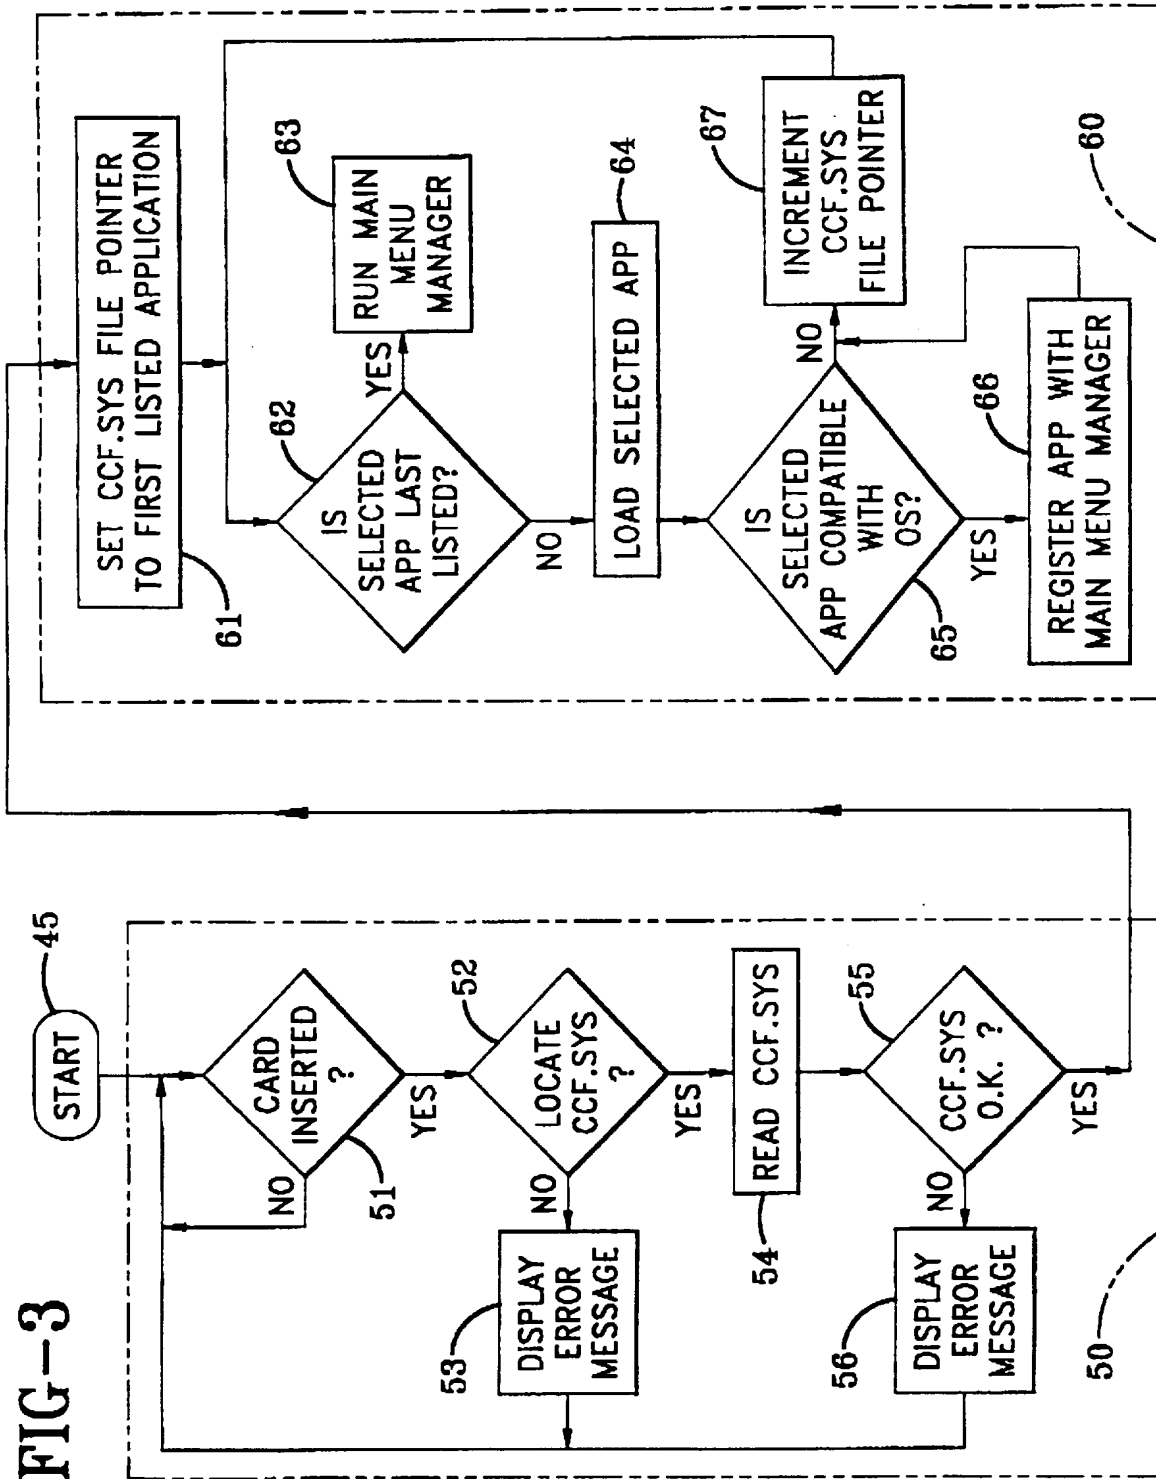 FIG-3
START
45
CARD
INSERTED
?
51
NO
YES
LOCATE
CCF.SYS
?
52
NO
YES
DISPLAY
ERROR
MESSAGE
53
READ CCF.SYS
54
CCF.SYS
O.K. ?
55
NO
YES
DISPLAY
ERROR
MESSAGE
56
50
SET CCF.SYS FILE POINTER
TO FIRST LISTED APPLICATION
61
IS
SELECTED
APP LAST
LISTED?
62
YES
NO
RUN MAIN
MENU
MANAGER
63
LOAD SELECTED APP
64
IS
SELECTED
APP COMPATIBLE
WITH
OS?
65
NO
YES
INCREMENT
CCF.SYS
FILE POINTER
67
REGISTER APP WITH
MAIN MENU MANAGER
66
60